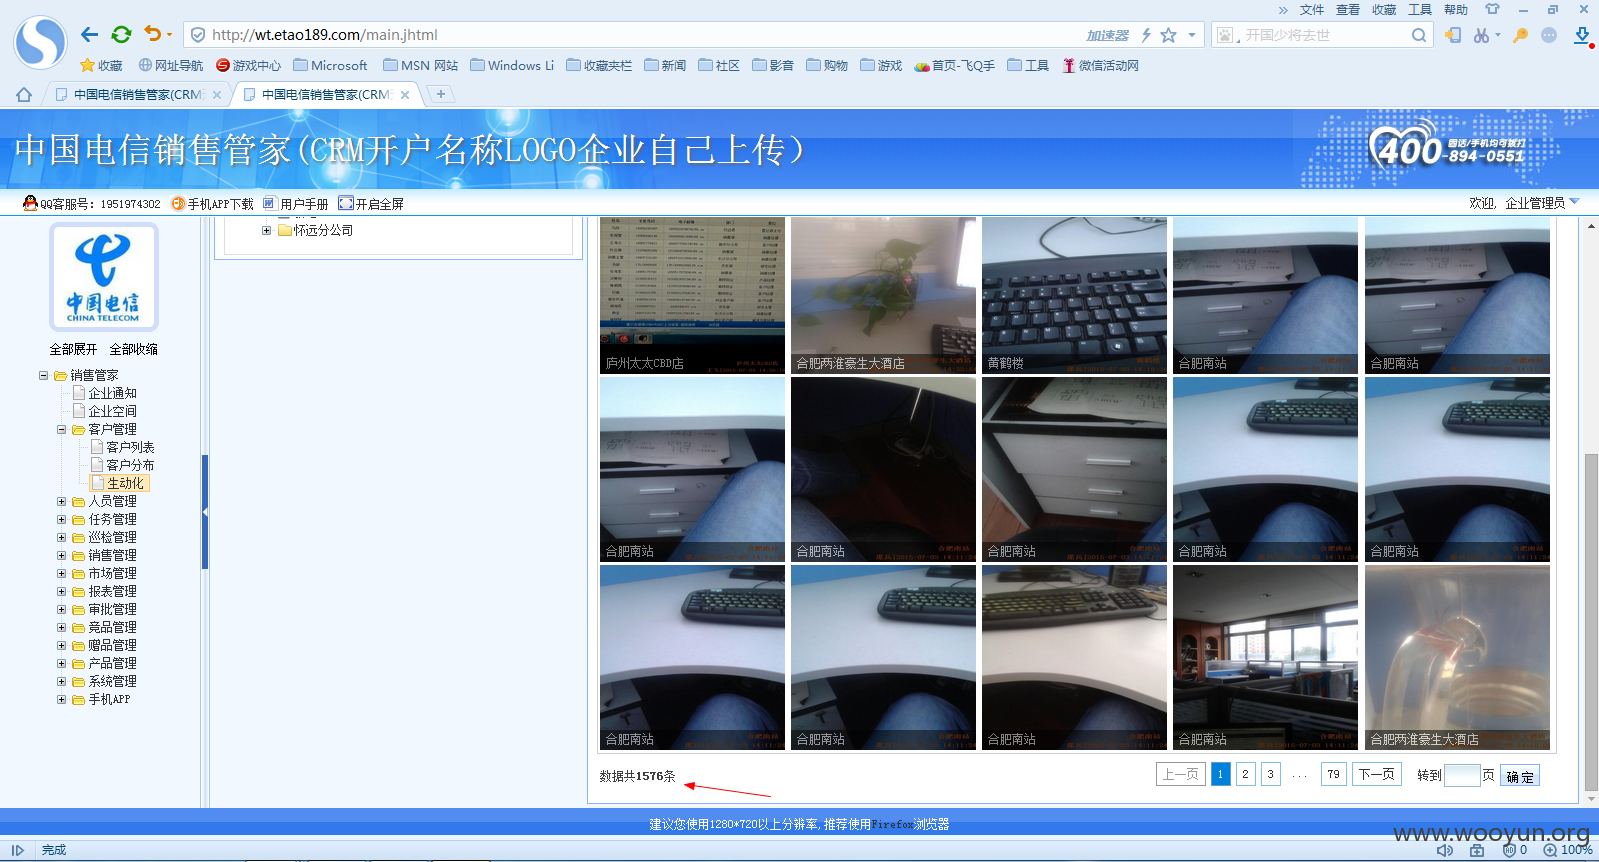 » 文件 查看 收藏 工具 帮助
http://wt.etao189.com/main.jhtml 加速器 开国少将去世
收藏 网址导航 游戏中心 Microsoft MSN 网站 Windows Li 收藏夹栏 新闻 社区 影音 购物 游戏 首页-飞Q手 工具 微信活动网
中国电信销售管家(CRM 中国电信销售管家(CRM
中国电信销售管家(CRM开户名称LOGO企业自己上传)
400 固话/手机均可拨打
-894-0551
QQ客服号: 1951974302 手机APP下载 用户手册 开启全屏 欢迎, 企业管理员
中国电信
CHINA TELECOM
全部展开 全部收缩
销售管家
企业通知
企业空间
客户管理
客户列表
客户分布
生动化
人员管理
任务管理
巡检管理
销售管理
市场管理
报表管理
审批管理
竞品管理
赠品管理
产品管理
系统管理
手机APP
怀远分公司
庐州太太CBD店 合肥两淮豪生大酒店 黄鹤楼 合肥南站 合肥南站
合肥南站 合肥南站 合肥南站 合肥南站 合肥南站
合肥南站 合肥南站 合肥南站 合肥南站 合肥两淮豪生大酒店
数据共1576条 上一页 1 2 3 ... 79 下一页 转到 页 确定
建议您使用1280*720以上分辨率,推荐使用Firefox浏览器
www.wooyun.org
完成 0 100%